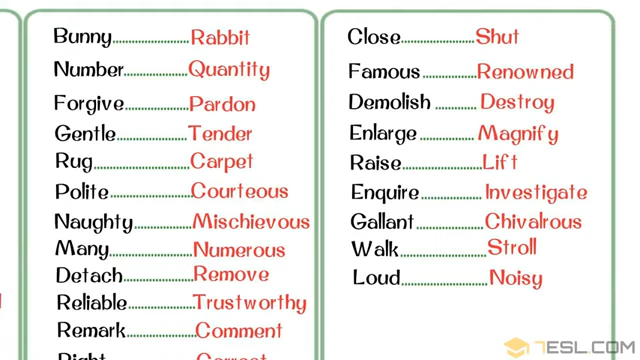 Bunny....................Rabbit
Number................Quantity
Forgive.................Pardon
Gentle...................Tender
Rug........................Carpet
Polite.....................Courteous
Naughty...............Mischievous
Many.....................Numerous
Detach..................Remove
Reliable.................Trustworthy
Remark.................Comment
Right Correct
Close...................Shut
Famous..............Renowned
Demolish...........Destroy
Enlarge..............Magnify
Raise....................Lift
Enquire...............Investigate
Gallant................Chivalrous
Walk......................Stroll
Loud......................Noisy
7ESL.COM